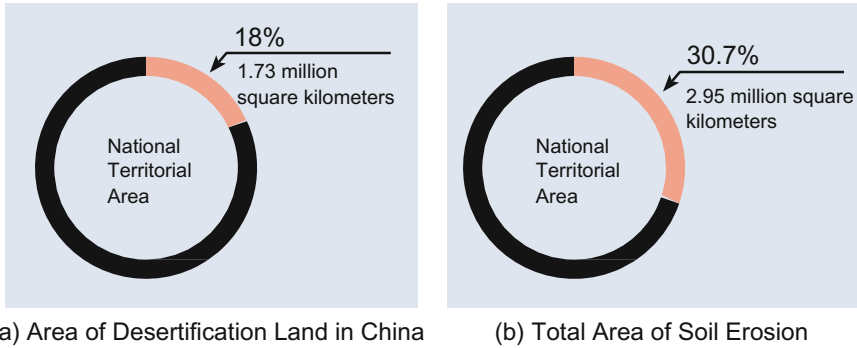 18%
1.73 million
square kilometers
National
Territorial
Area
30.7%
2.95 million square
kilometers
National
Territorial
Area
a) Area of Desertification Land in China
(b) Total Area of Soil Erosion